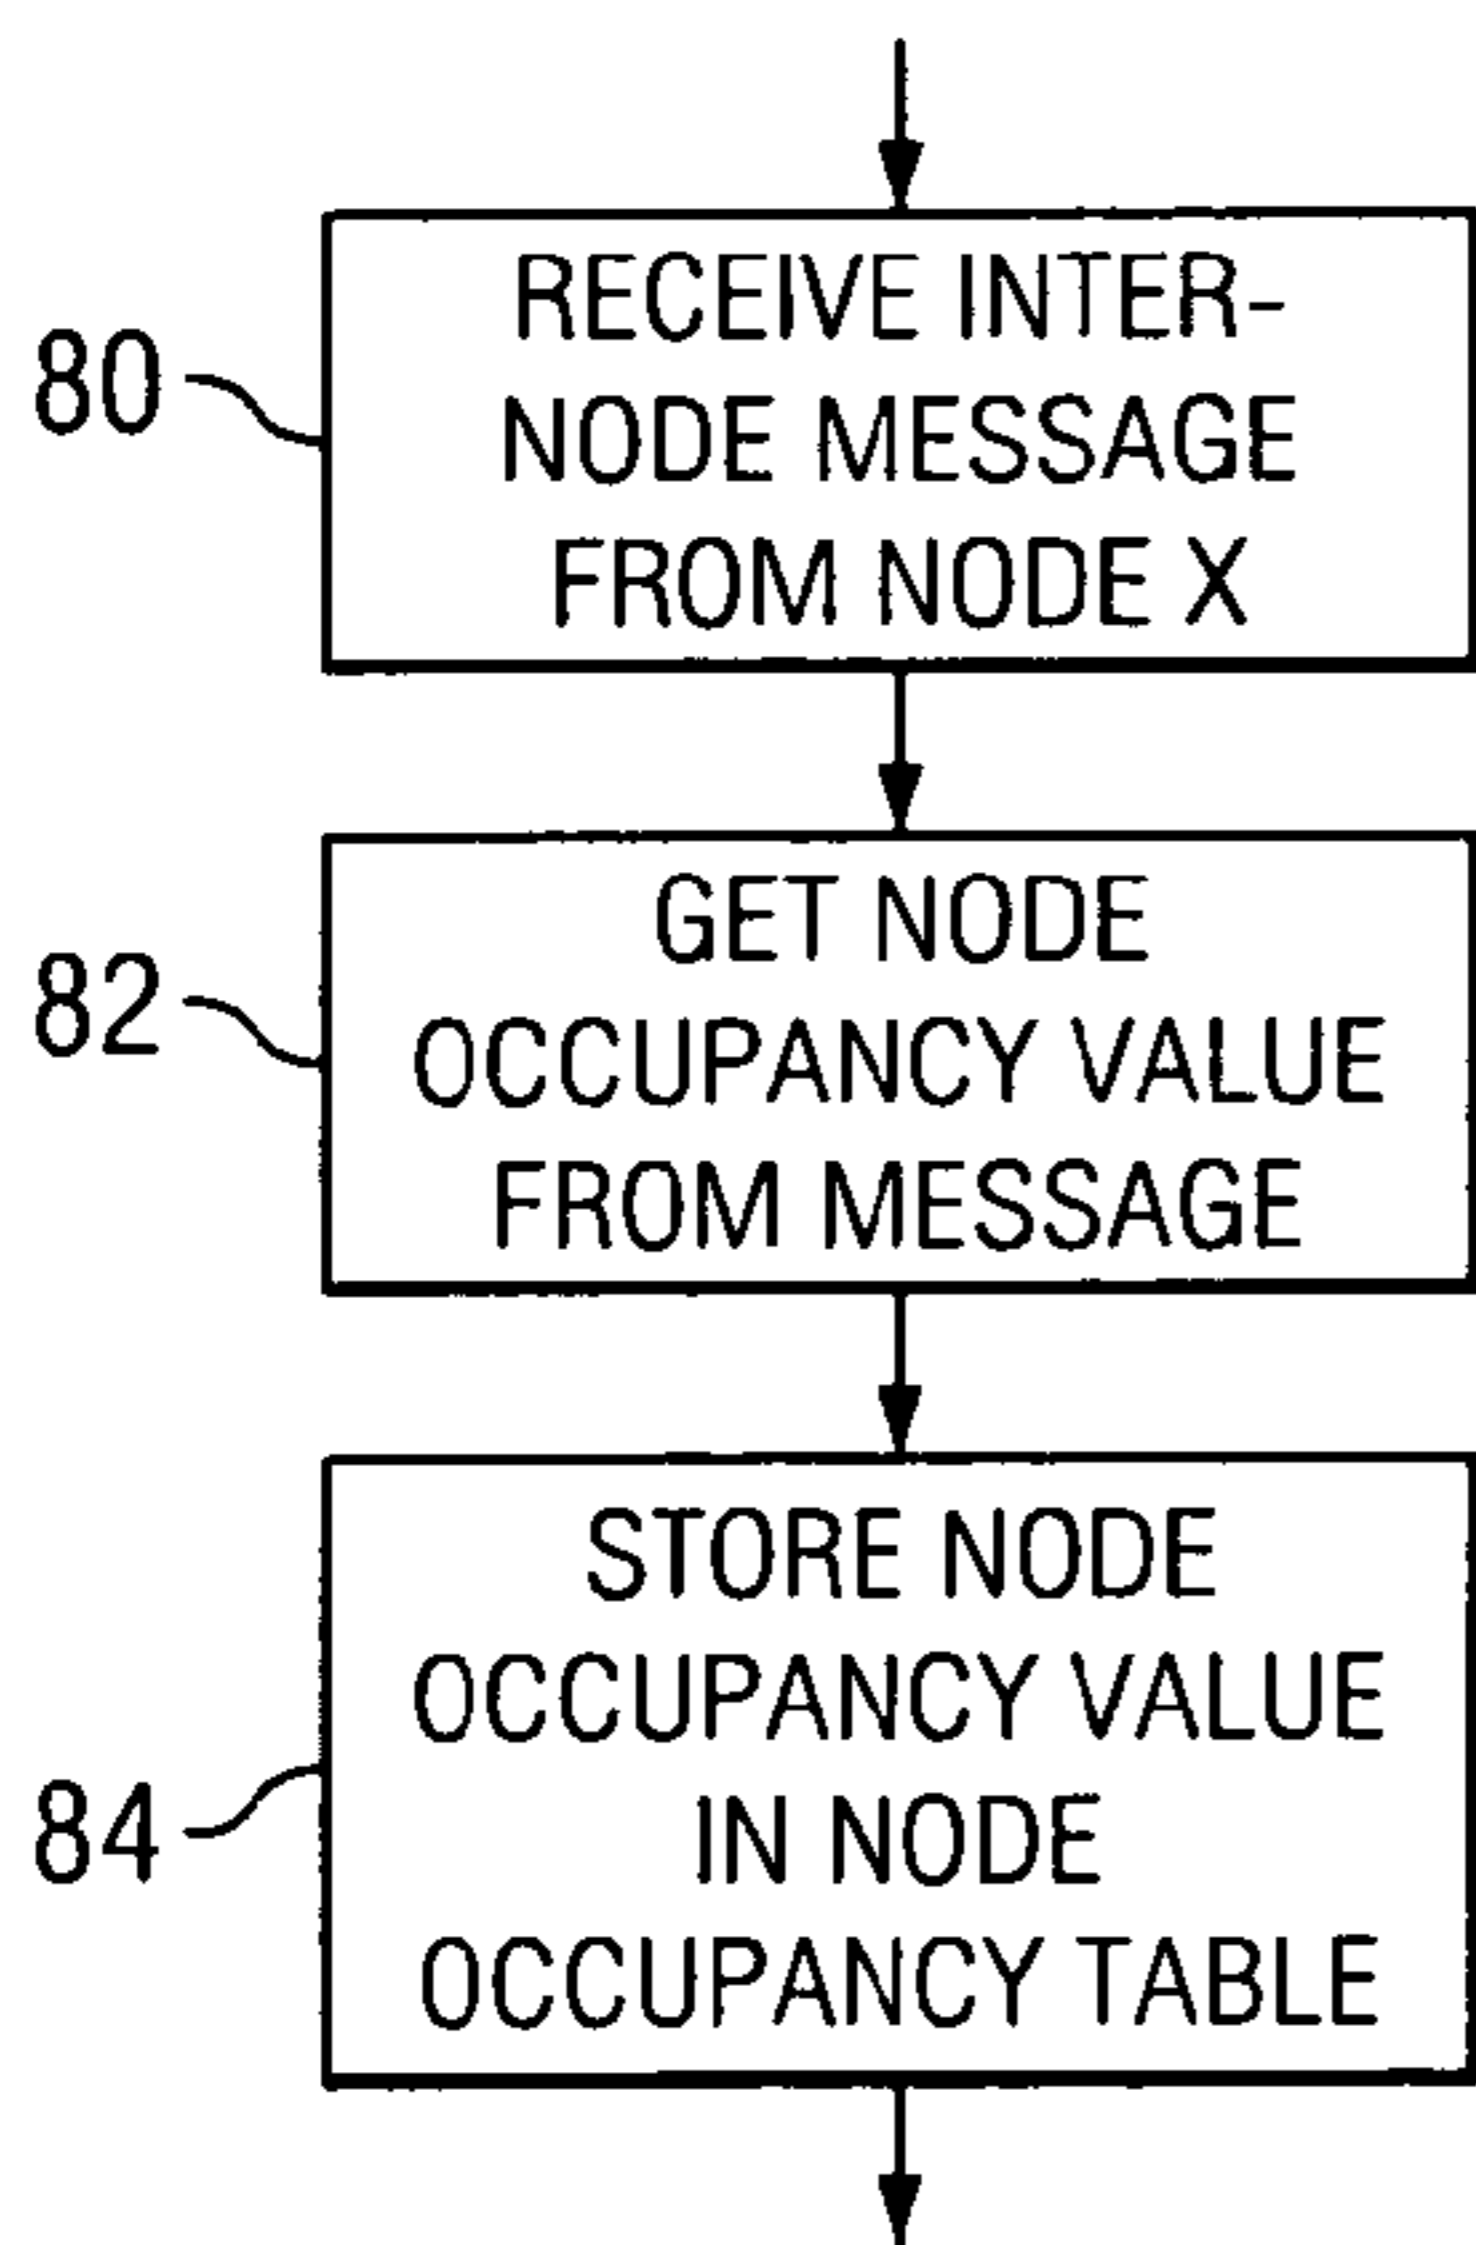 80
RECEIVE INTER-
NODE MESSAGE
FROM NODE X
82
GET NODE
OCCUPANCY VALUE
FROM MESSAGE
84
STORE NODE
OCCUPANCY VALUE
IN NODE
OCCUPANCY TABLE